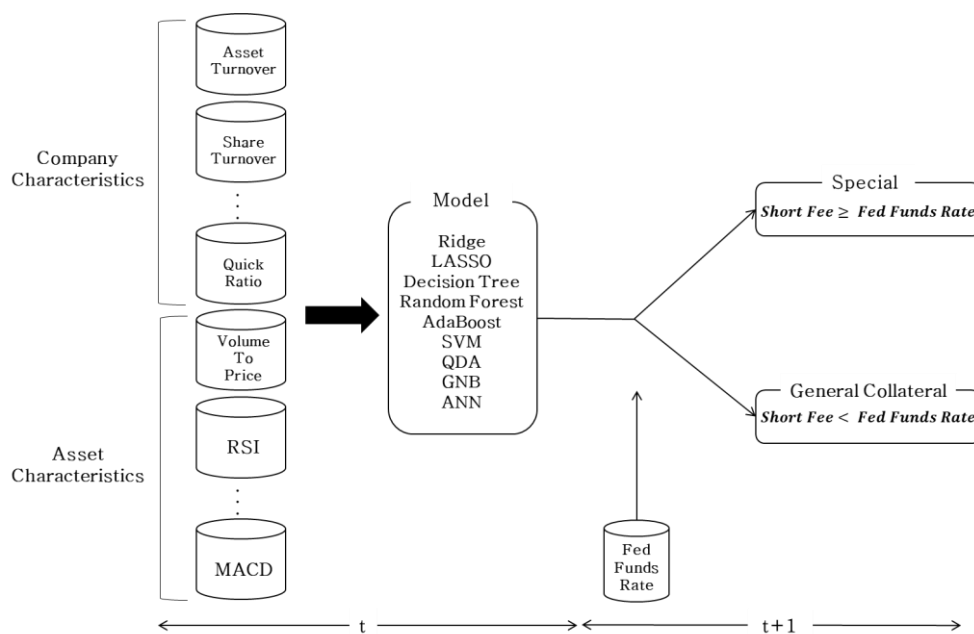 Company
Characteristics
Asset
Turnover
Share
Turnover
Quick
Ratio
Asset
Characteristics
Volume
To
Price
RSI
MACD
Model
Ridge
LASSO
Decision Tree
Random Forest
AdaBoost
SVM
QDA
GNB
ANN
Fed
Funds
Rate
Special
Short Fee ≥ Fed Funds Rate
General Collateral
Short Fee < Fed Funds Rate
t
t+1